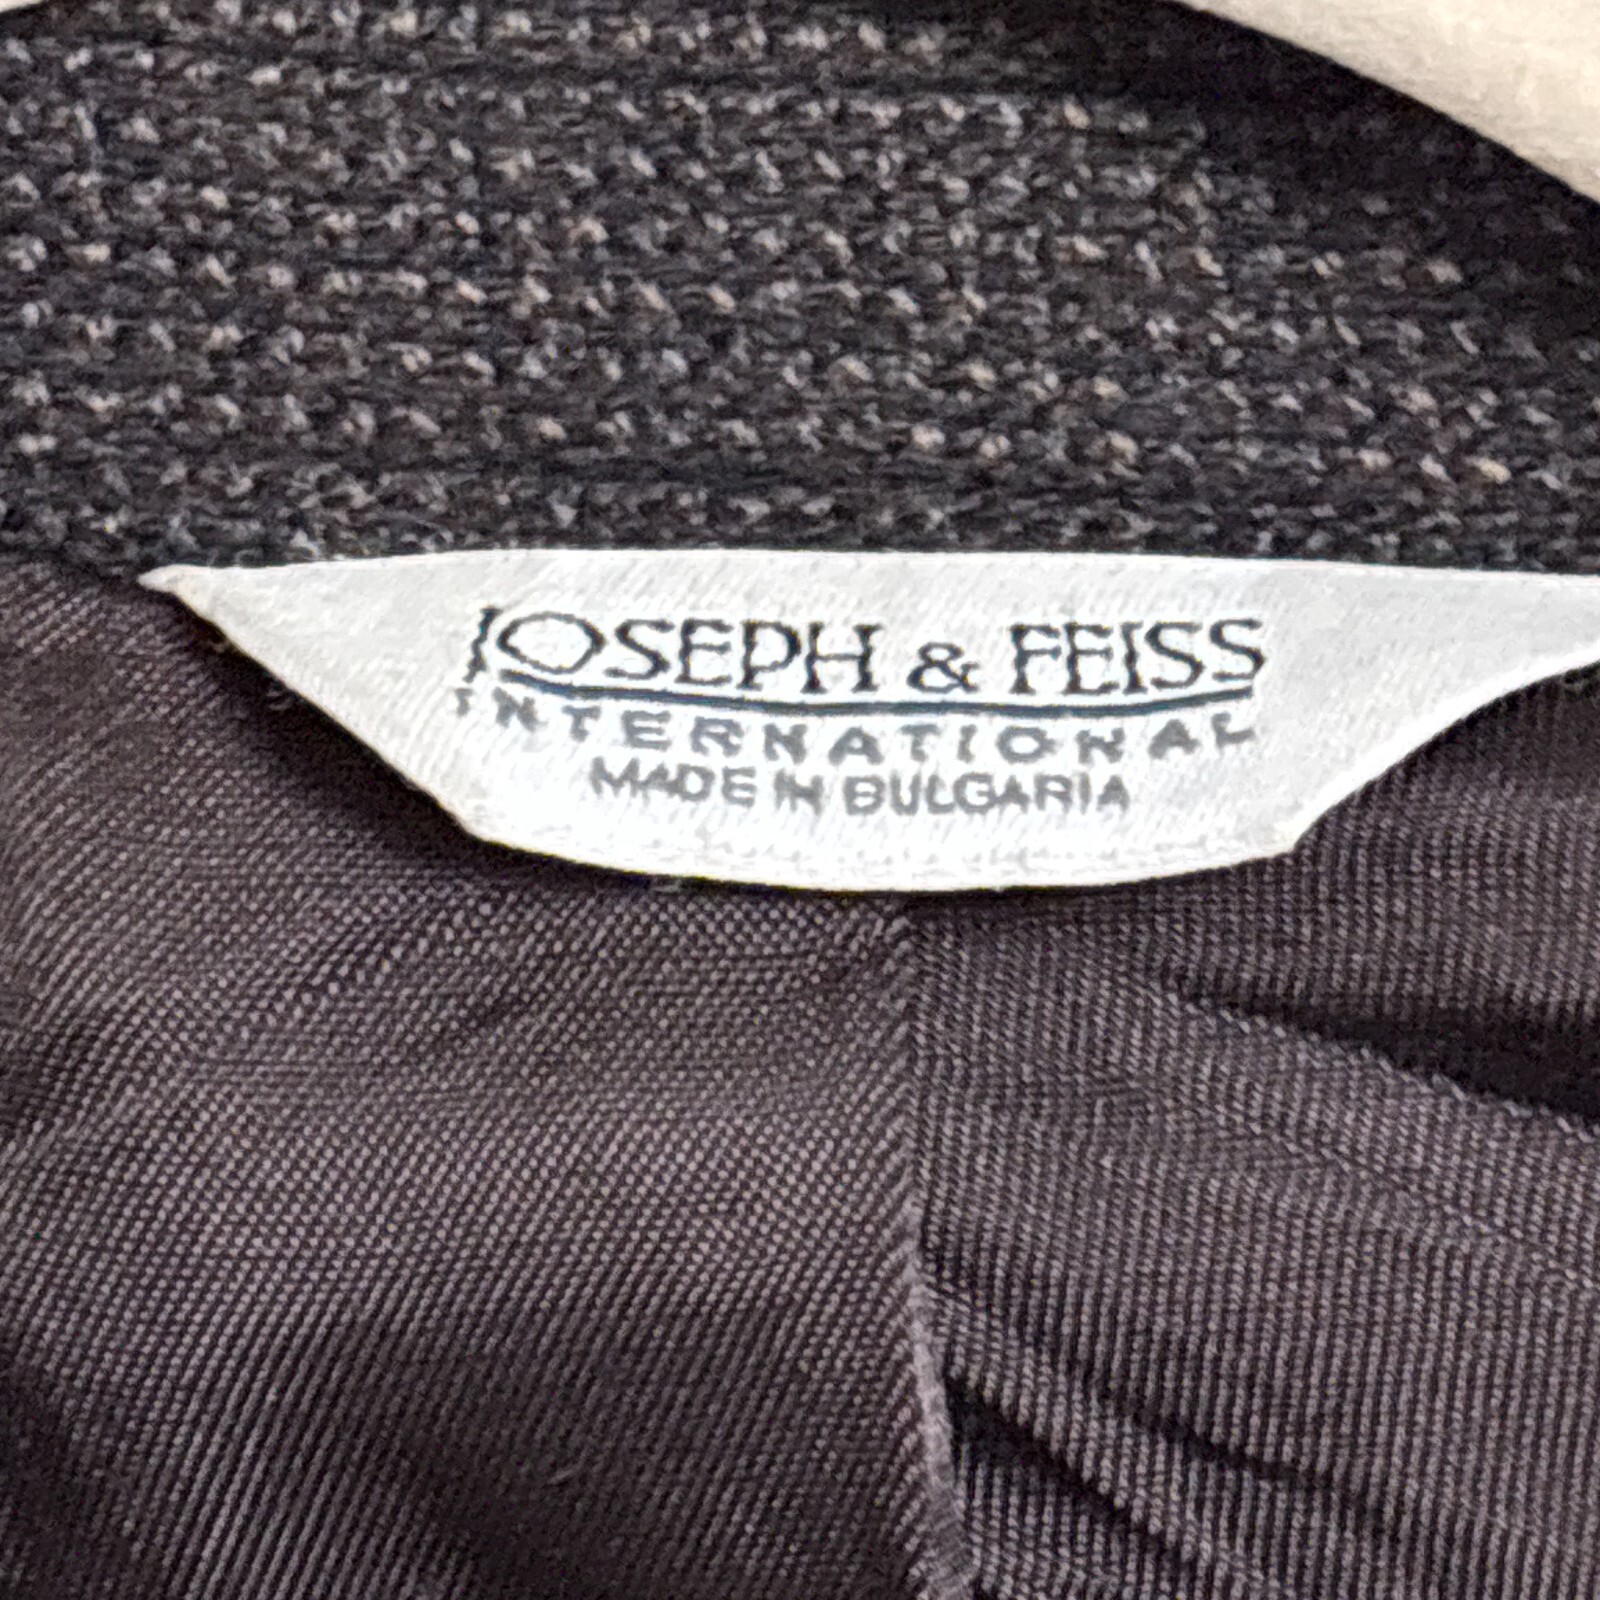 JOSEPH & FEISS
INTERNATIONAL
MADE IN BULGARIA